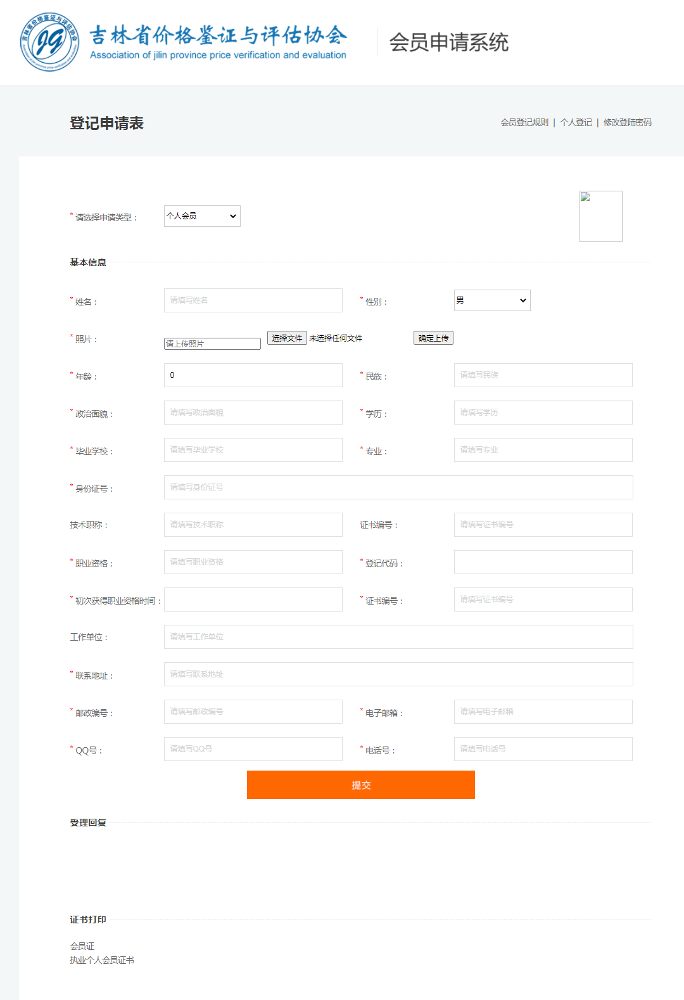 吉林省价格鉴证与评估协会
Association of jilin province price verification and evaluation
会员申请系统
登记申请表
会员登记规则 | 个人登记 | 修改登陆密码
* 请选择申请类型： 个人会员
基本信息
* 姓名： 请填写姓名 * 性别： 男
* 照片： 请上传照片 选择文件 未选择任何文件 确定上传
* 年龄： 0 * 民族： 请填写民族
* 政治面貌： 请填写政治面貌 * 学历： 请填写学历
* 毕业学校： 请填写毕业学校 * 专业： 请填写专业
* 身份证号： 请填写身份证号
技术职称： 请填写技术职称 证书编号： 请填写证书编号
* 职业资格： 请填写职业资格 * 登记代码：
* 初次获得职业资格时间： * 证书编号： 请填写证书编号
工作单位： 请填写工作单位
* 联系地址： 请填写联系地址
* 邮政编号： 请填写邮政编号 * 电子邮箱： 请填写电子邮箱
* QQ号： 请填写QQ号 * 电话号： 请填写电话号
提交
受理回复
证书打印
会员证
执业个人会员证书